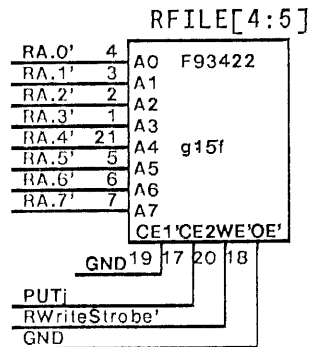 RFILE[4:5]
RA.0' 4 A0 F93422
RA.1' 3 A1
RA.2' 2 A2
RA.3' 1 A3
RA.4' 21 A4 g15f
RA.5' 5 A5
RA.6' 6 A6
RA.7' 7 A7
CE1'CE2WE'OE'
GND 19 17 20 18
PUTj
RWriteStrobe'
GND